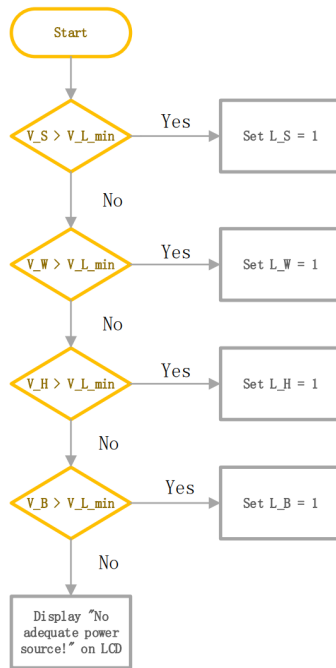 Start
V_S > V_L_min
Yes
Set L_S = 1
No
V_W > V_L_min
Yes
Set L_W = 1
No
V_H > V_L_min
Yes
Set L_H = 1
No
V_B > V_L_min
Yes
Set L_B = 1
No
Display "No
adequate power
source!" on LCD